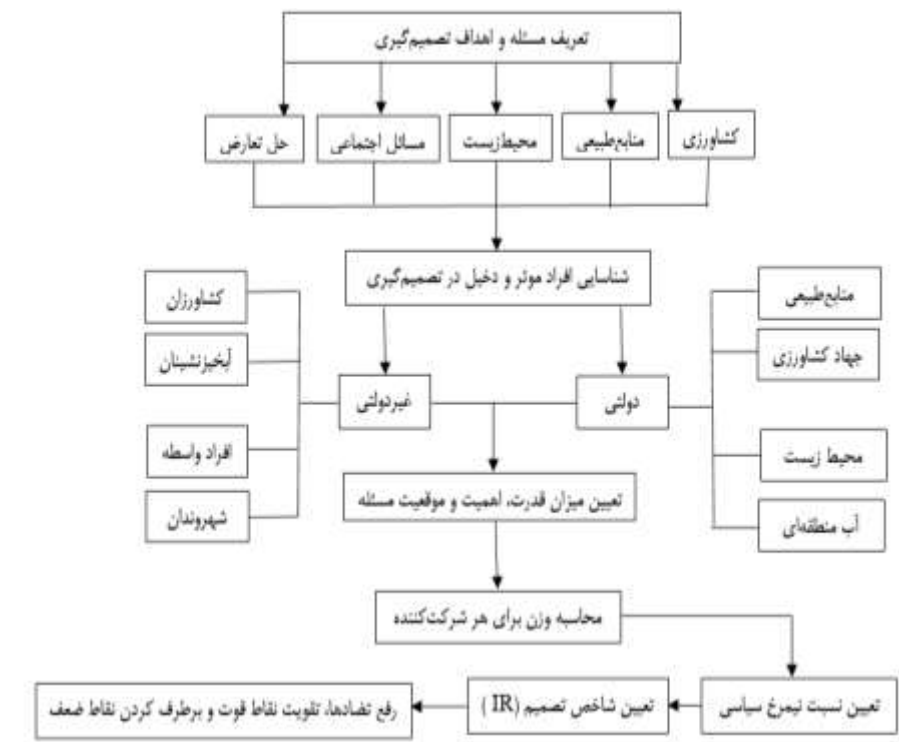 تعریف مسئله و اهداف تصمیم‌گیری
کشاورزی
منابع‌طبیعی
محیط‌زیست
مسائل اجتماعی
حل تعارض
شناسایی افراد موثر و دخیل در تصمیم‌گیری
منابع‌طبیعی
جهاد کشاورزی
محیط زیست
آب منطقه‌ای
دولتی
غیردولتی
کشاورزان
آبخیزنشینان
افراد واسطه
شهروندان
تعیین میزان قدرت، اهمیت و موقعیت مسئله
محاسبه وزن برای هر شرکت‌کننده
تعیین نسبت نیمرخ سیاسی
تعیین شاخص تصمیم (IR )
رفع تضادها، تقویت نقاط قوت و برطرف کردن نقاط ضعف